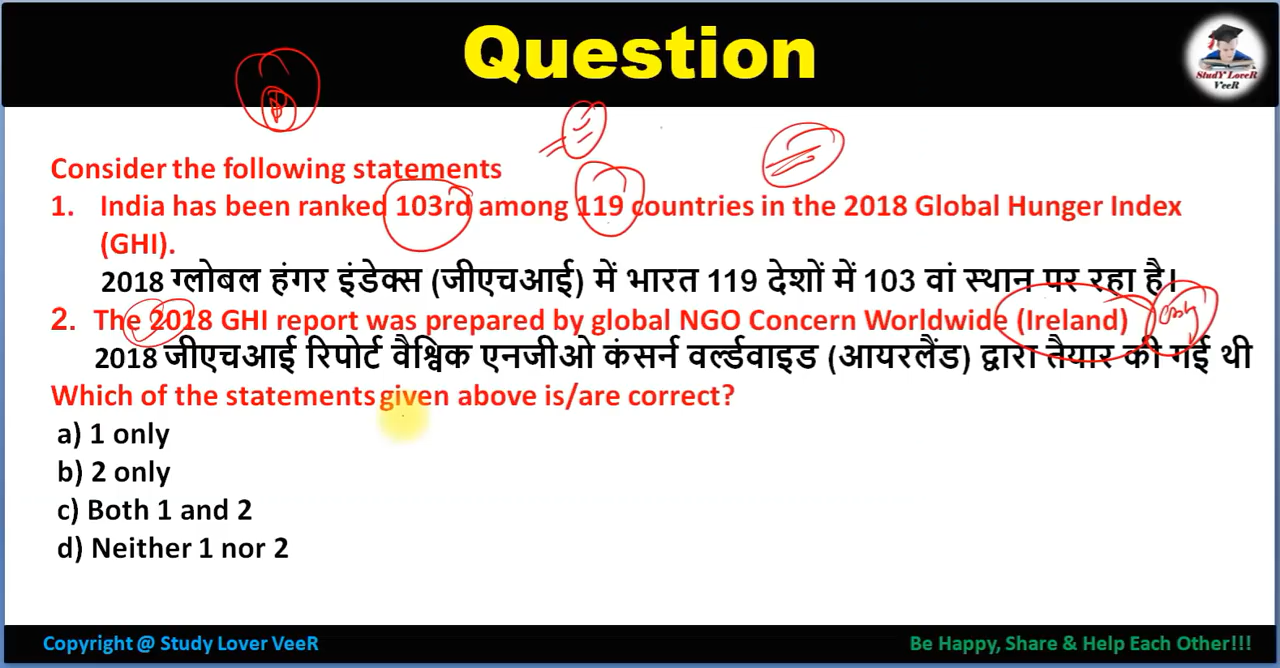 Question
StudY LoveR
VeeR
Consider the following statements
1. India has been ranked 103rd among 119 countries in the 2018 Global Hunger Index
(GHI).
2018 ग्लोबल हंगर इंडेक्स (जीएचआई) में भारत 119 देशों में 103 वां स्थान पर रहा है।
2. The 2018 GHI report was prepared by global NGO Concern Worldwide (Ireland)
2018 जीएचआई रिपोर्ट वैश्विक एनजीओ कंसर्न वर्ल्डवाइड (आयरलैंड) द्वारा तैयार की गई थी
Which of the statements given above is/are correct?
a) 1 only
b) 2 only
c) Both 1 and 2
d) Neither 1 nor 2
Copyright @ Study Lover VeeR
Be Happy, Share & Help Each Other!!!